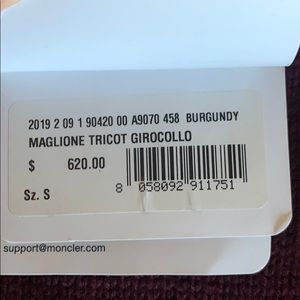 2019 2 09 1 90420 00 A9070 458 BURGUNDY
MAGLIONE TRICOT GIROCOLLO
$ 620.00
8 058092 911751
Sz. S
support@moncler.com